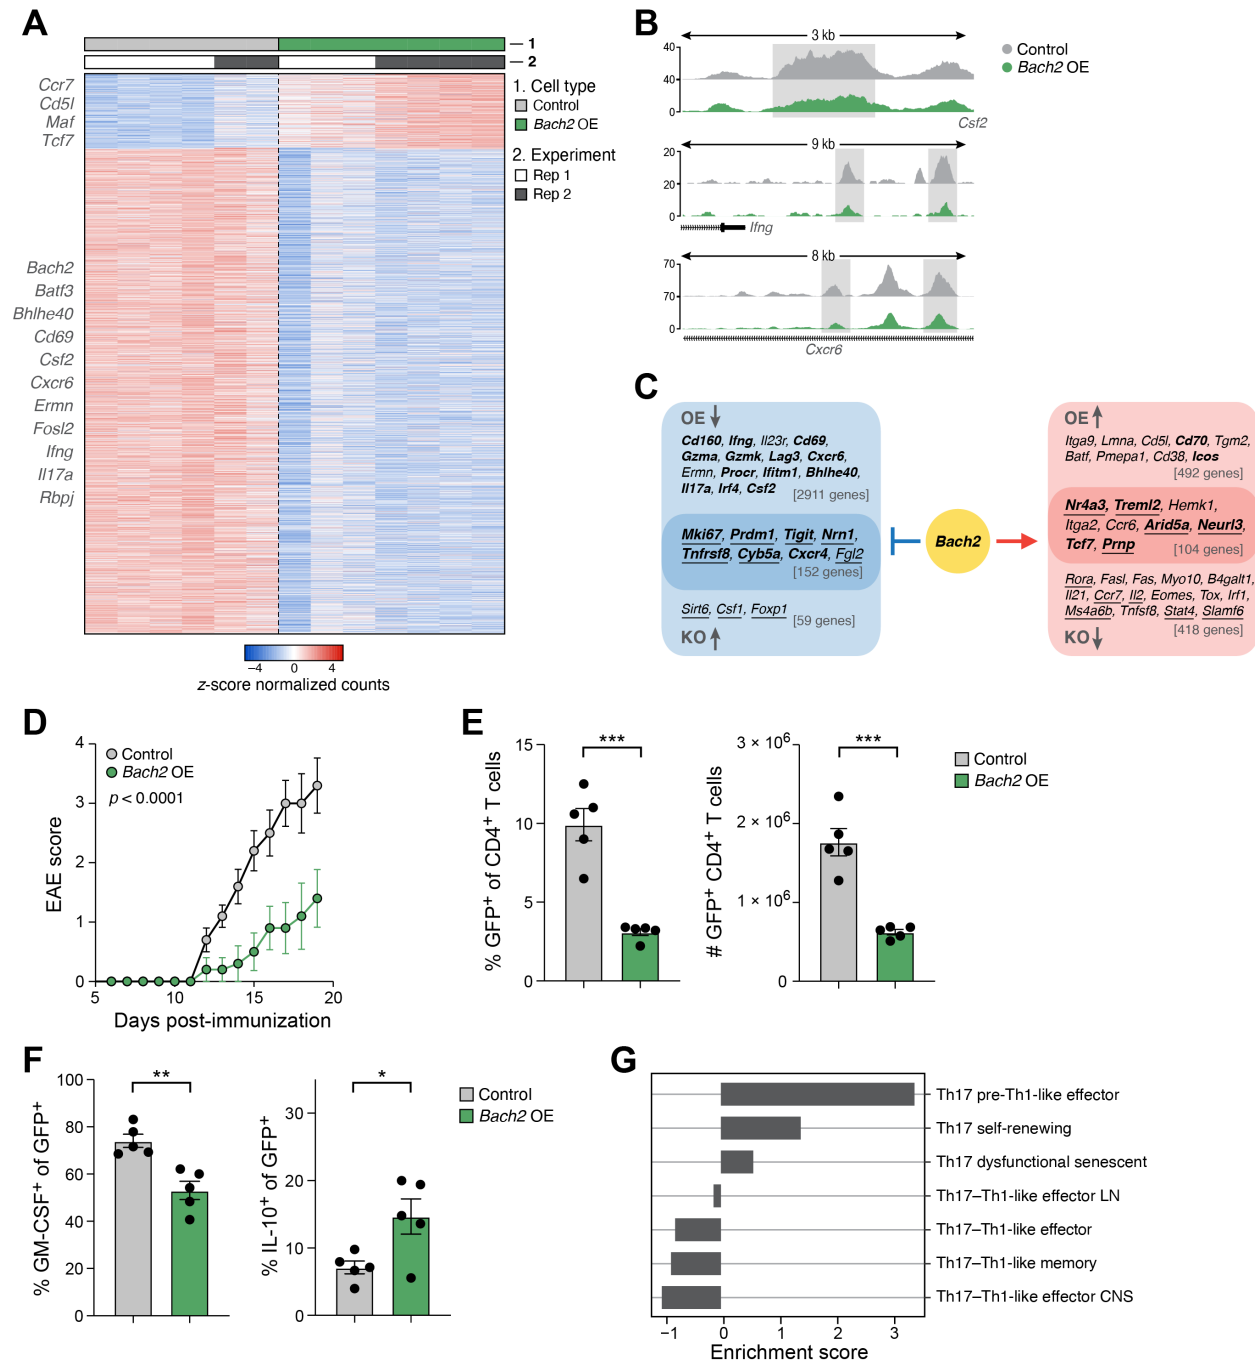 A
1
2
Ccr7
Cd5l
Maf
Tcf7
Bach2
Batf3
Bhlhe40
Cd69
Csf2
Cxcr6
Ermn
Fosl2
Ifng
Il17a
Rbpj
1. Cell type
Control
Bach2 OE
2. Experiment
Rep 1
Rep 2
−4 0 4
z-score normalized counts
B
3 kb
40
40
0
Csf2
9 kb
20
20
0
Ifng
8 kb
70
70
0
Cxcr6
Control
Bach2 OE
C
OE
Cd160, Ifng, Il23r, Cd69,
Gzma, Gzmk, Lag3, Cxcr6,
Ermn, Procr, Ifitm1, Bhlhe40,
Il17a, Irf4, Csf2
[2911 genes]
Mki67, Prdm1, Tigit, Nrn1,
Tnfrsf8, Cyb5a, Cxcr4, Fgl2
[152 genes]
Sirt6, Csf1, Foxp1
[59 genes]
KO
Bach2
OE
Itga9, Lmna, Cd5l, Cd70, Tgm2,
Batf, Pmepa1, Cd38, Icos
[492 genes]
Nr4a3, Treml2, Hemk1,
Itga2, Ccr6, Arid5a, Neurl3,
Tcf7, Prnp
[104 genes]
Rora, Fasl, Fas, Myo10, B4galt1,
Il21, Ccr7, Il2, Eomes, Tox, Irf1,
Ms4a6b, Tnfsf8, Stat4, Slamf6
[418 genes]
KO
D
EAE score
4
3
2
1
0
5 10 15 20
Days post-immunization
Control
Bach2 OE
p < 0.0001
E
% GFP+ of CD4+ T cells
15
10
5
0
***
# GFP+ CD4+ T cells
3 × 10⁶
2 × 10⁶
1 × 10⁶
0
***
Control
Bach2 OE
F
% GM-CSF+ of GFP+
100
80
60
40
20
0
**
% IL-10+ of GFP+
30
20
10
0
*
Control
Bach2 OE
G
Th17 pre-Th1-like effector
Th17 self-renewing
Th17 dysfunctional senescent
Th17–Th1-like effector LN
Th17–Th1-like effector
Th17–Th1-like memory
Th17–Th1-like effector CNS
−1 0 1 2 3
Enrichment score